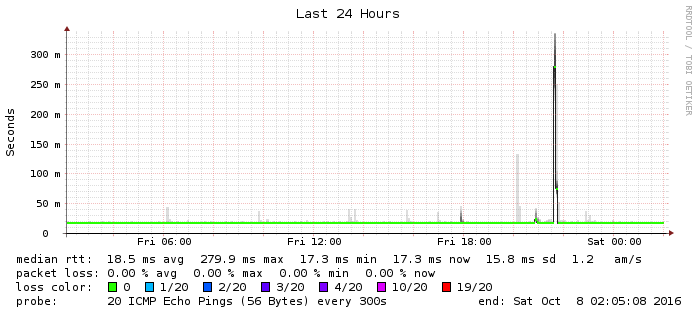 Last 24 Hours
RRDTOOL / TOBI OETIKER
Seconds
300 m
250 m
200 m
150 m
100 m
50 m
0
Fri 06:00 Fri 12:00 Fri 18:00 Sat 00:00
median rtt: 18.5 ms avg 279.9 ms max 17.3 ms min 17.3 ms now 15.8 ms sd 1.2 am/s
packet loss: 0.00 % avg 0.00 % max 0.00 % min 0.00 % now
loss color: 0 1/20 2/20 3/20 4/20 10/20 19/20
probe: 20 ICMP Echo Pings (56 Bytes) every 300s end: Sat Oct 8 02:05:08 2016